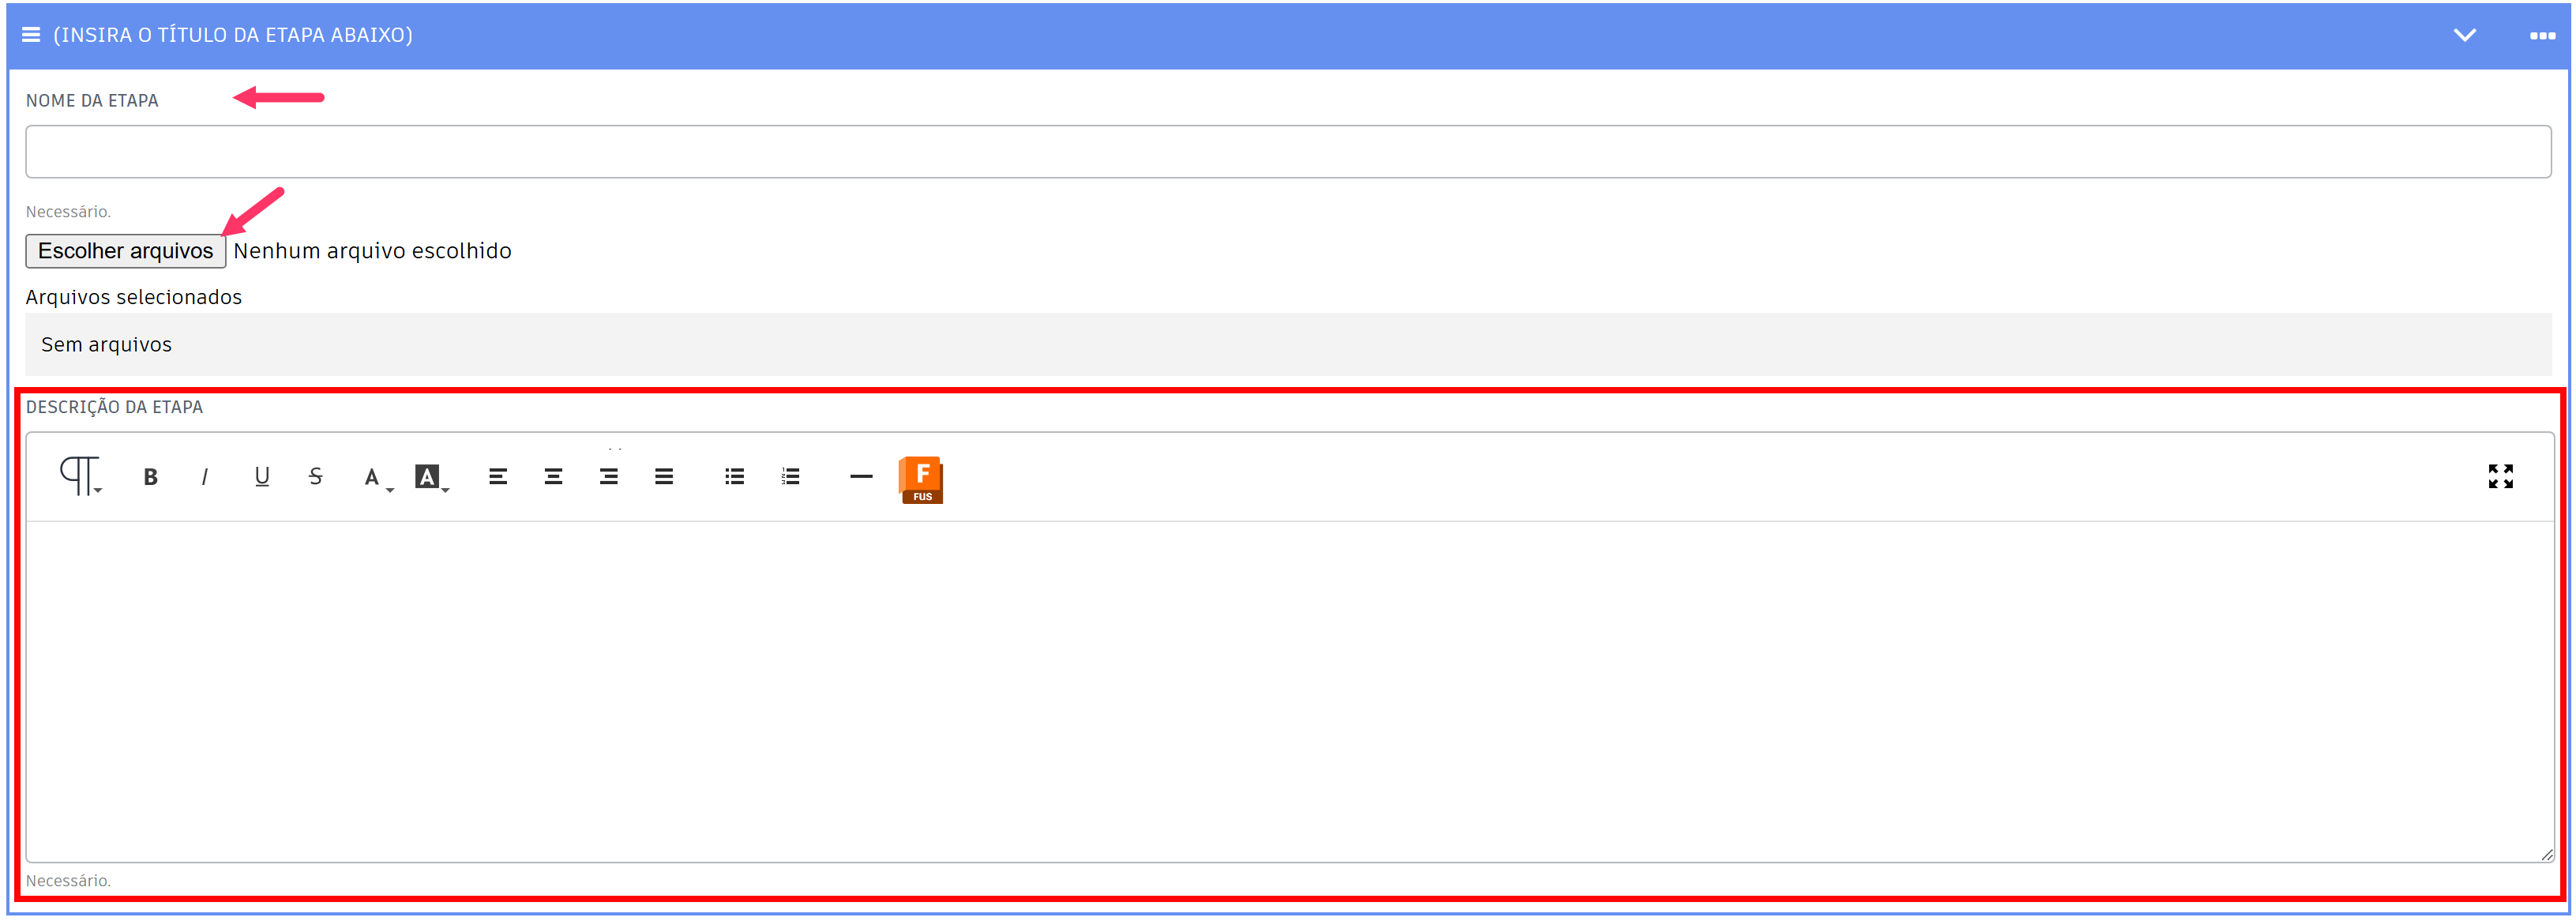 (INSIRA O TÍTULO DA ETAPA ABAIXO)
NOME DA ETAPA
Necessário.
Escolher arquivos Nenhum arquivo escolhido
Arquivos selecionados
Sem arquivos
DESCRIÇÃO DA ETAPA
B I U S A A F FUS
Necessário.